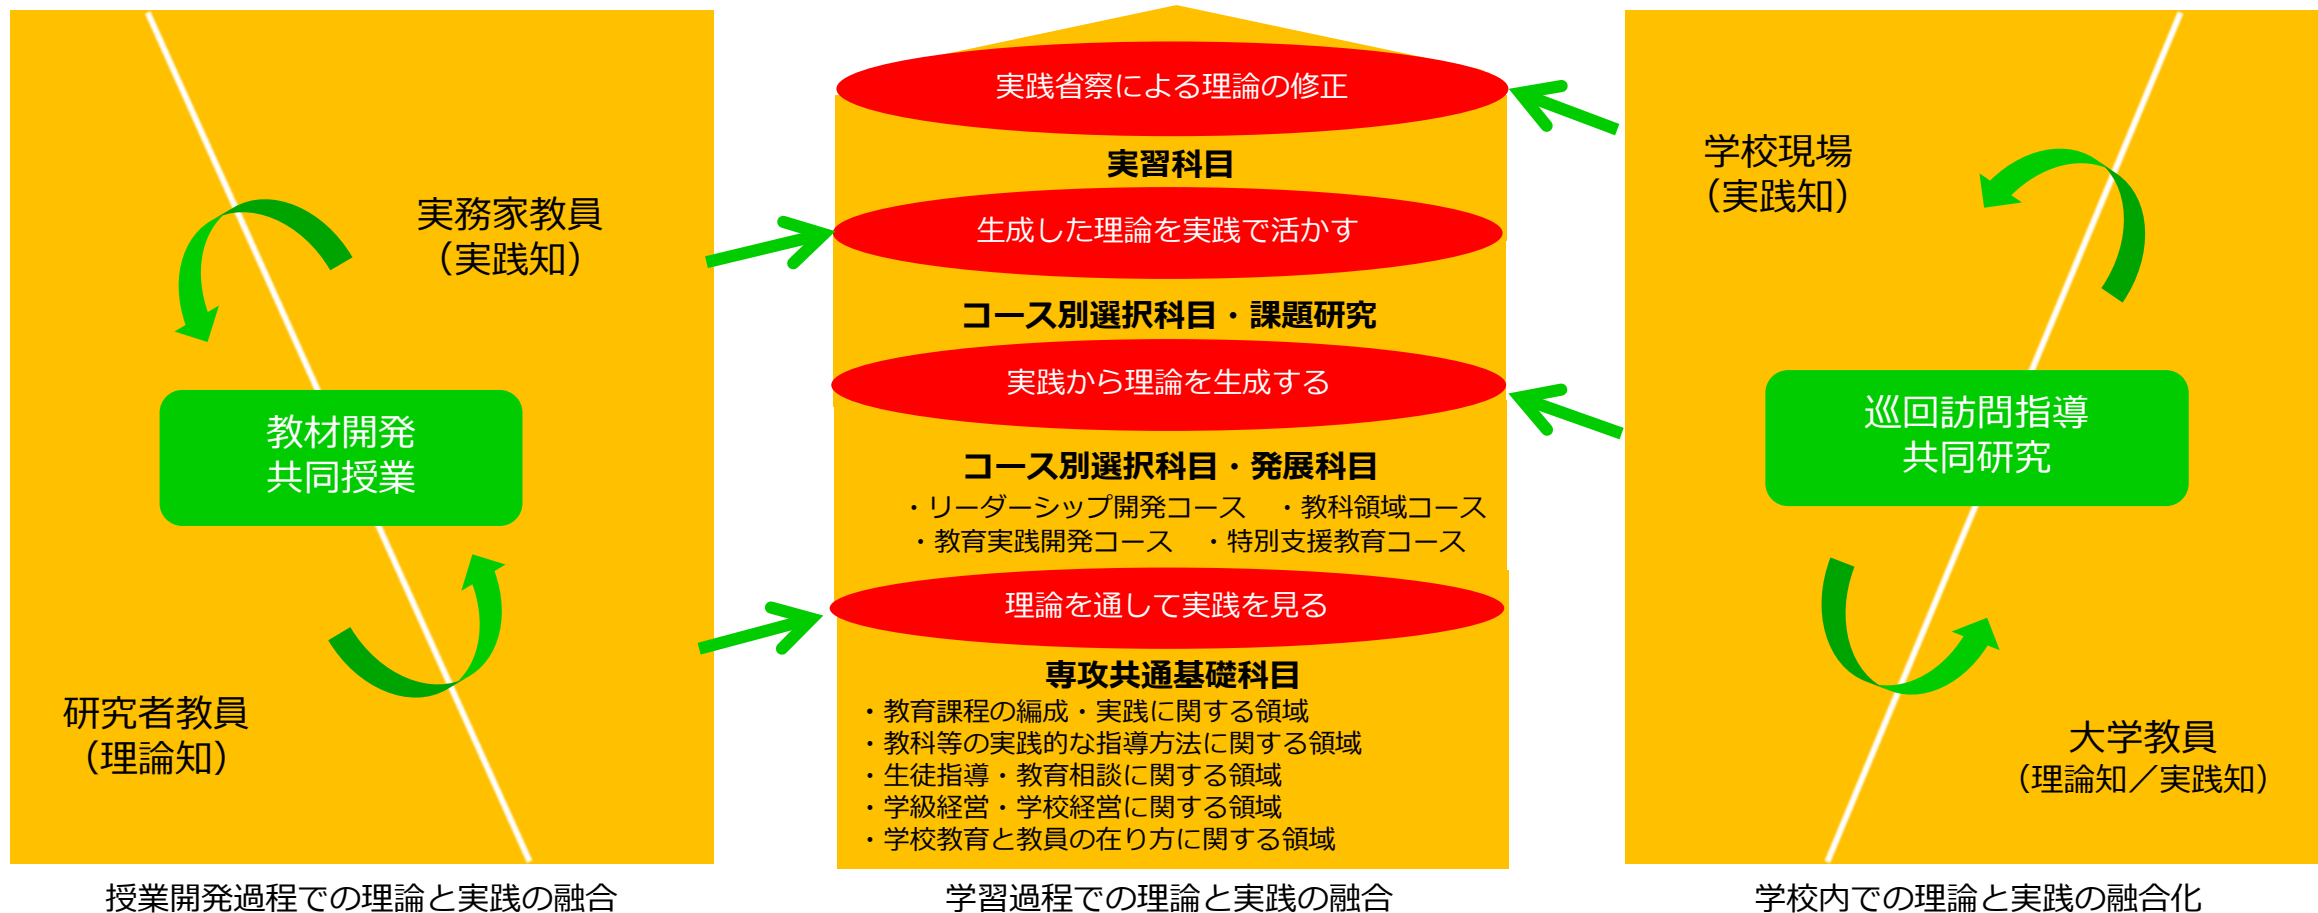 実務家教員
（実践知）
教材開発
共同授業
研究者教員
（理論知）
授業開発過程での理論と実践の融合
実践省察による理論の修正
実習科目
生成した理論を実践で活かす
コース別選択科目・課題研究
実践から理論を生成する
コース別選択科目・発展科目
・リーダーシップ開発コース　・教科領域コース
・教育実践開発コース　・特別支援教育コース
理論を通して実践を見る
専攻共通基礎科目
・教育課程の編成・実践に関する領域
・教科等の実践的な指導方法に関する領域
・生徒指導・教育相談に関する領域
・学級経営・学校経営に関する領域
・学校教育と教員の在り方に関する領域
学習過程での理論と実践の融合
学校現場
（実践知）
巡回訪問指導
共同研究
大学教員
（理論知／実践知）
学校内での理論と実践の融合化